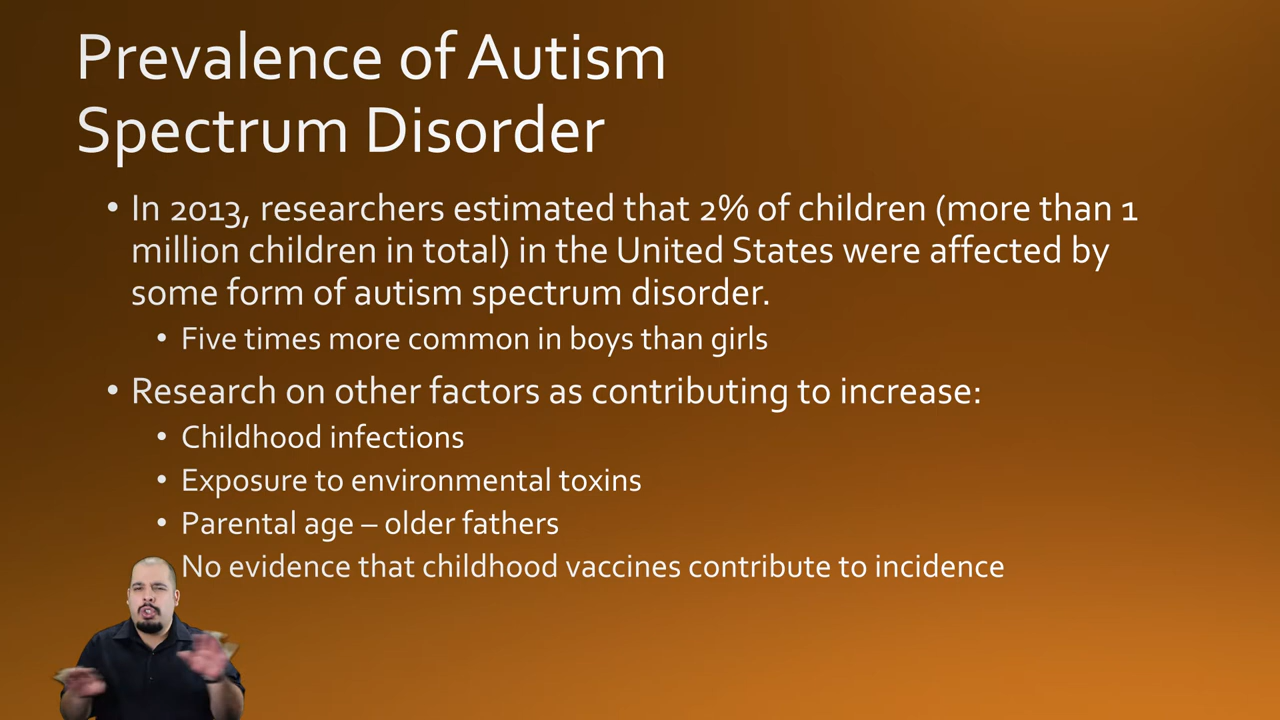 Prevalence of Autism
Spectrum Disorder
• In 2013, researchers estimated that 2% of children (more than 1
million children in total) in the United States were affected by
some form of autism spectrum disorder.
• Five times more common in boys than girls
• Research on other factors as contributing to increase:
• Childhood infections
• Exposure to environmental toxins
• Parental age – older fathers
No evidence that childhood vaccines contribute to incidence